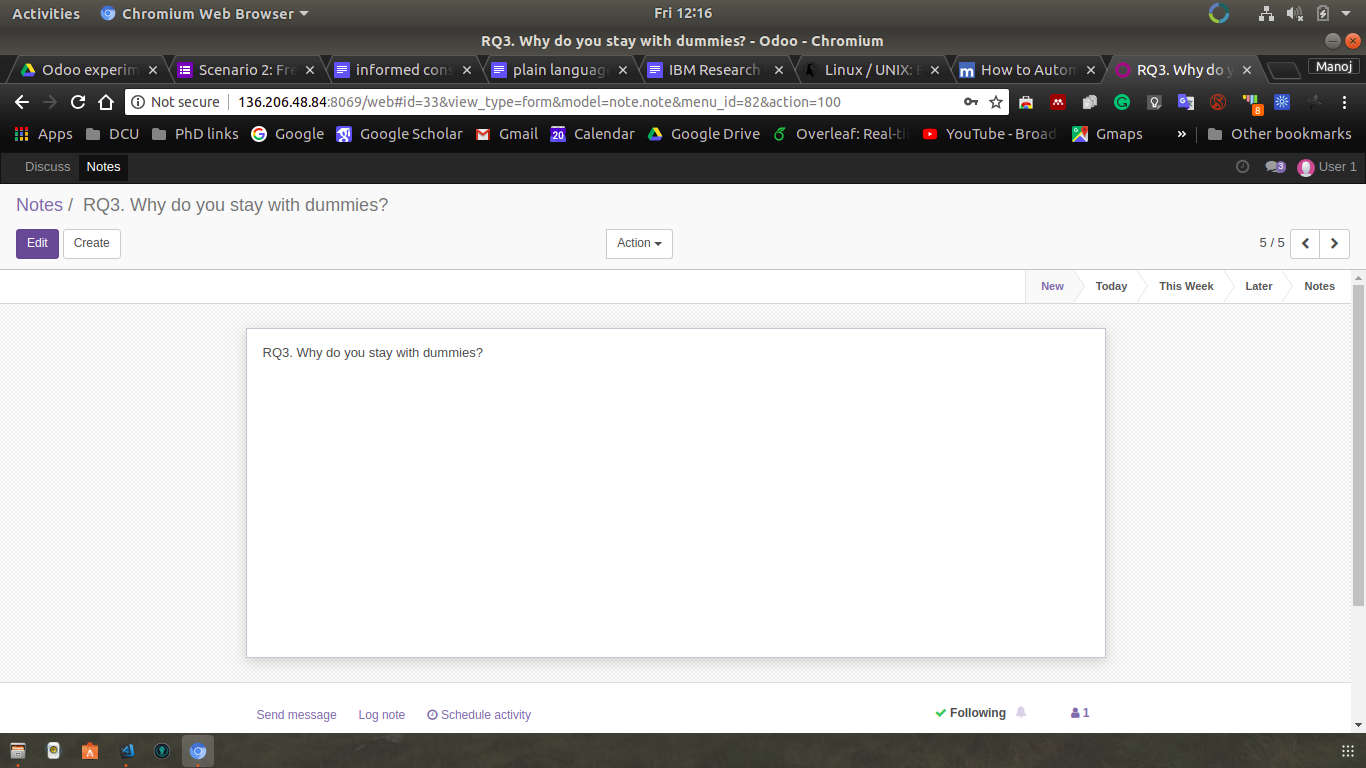 Activities Chromium Web Browser Fri 12:16
RQ3. Why do you stay with dummies? - Odoo - Chromium
Odoo experim Scenario 2: Fre informed cons plain language IBM Research Linux / UNIX: How to Autom RQ3. Why do y Manoj
Not secure 136.206.48.84:8069/web#id=33&view_type=form&model=note.note&menu_id=82&action=100 8
Apps DCU PhD links Google Google Scholar Gmail 20 Calendar Google Drive Overleaf: Real-ti YouTube - Broad Gmaps » Other bookmarks
Discuss Notes 3 User 1
Notes / RQ3. Why do you stay with dummies?
Edit Create Action 5 / 5
New Today This Week Later Notes
RQ3. Why do you stay with dummies?
Send message Log note Schedule activity Following 1